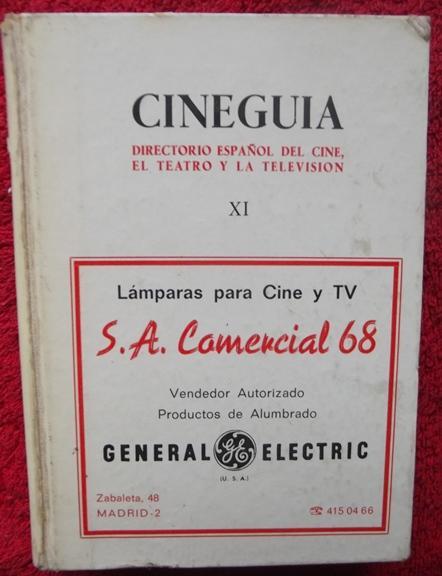 CINEGUIA
DIRECTORIO ESPAÑOL DEL CINE,
EL TEATRO Y LA TELEVISION
XI
Lámparas para Cine y TV
S.A. Comercial 68
Vendedor Autorizado
Productos de Alumbrado
GENERAL GE ELECTRIC
(U.S.A.)
Zabaleta, 48
MADRID-2 ☎ 415 04 66